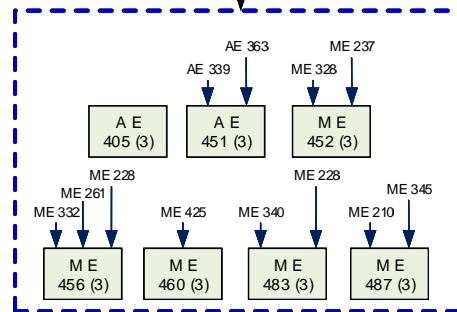 AE 363 ME 237
AE 339 ME 328
A E A E M E
405 (3) 451 (3) 452 (3)
ME 228 ME 228
ME 261 ME 345
ME 332 ME 425 ME 340 ME 210
M E M E M E M E
456 (3) 460 (3) 483 (3) 487 (3)